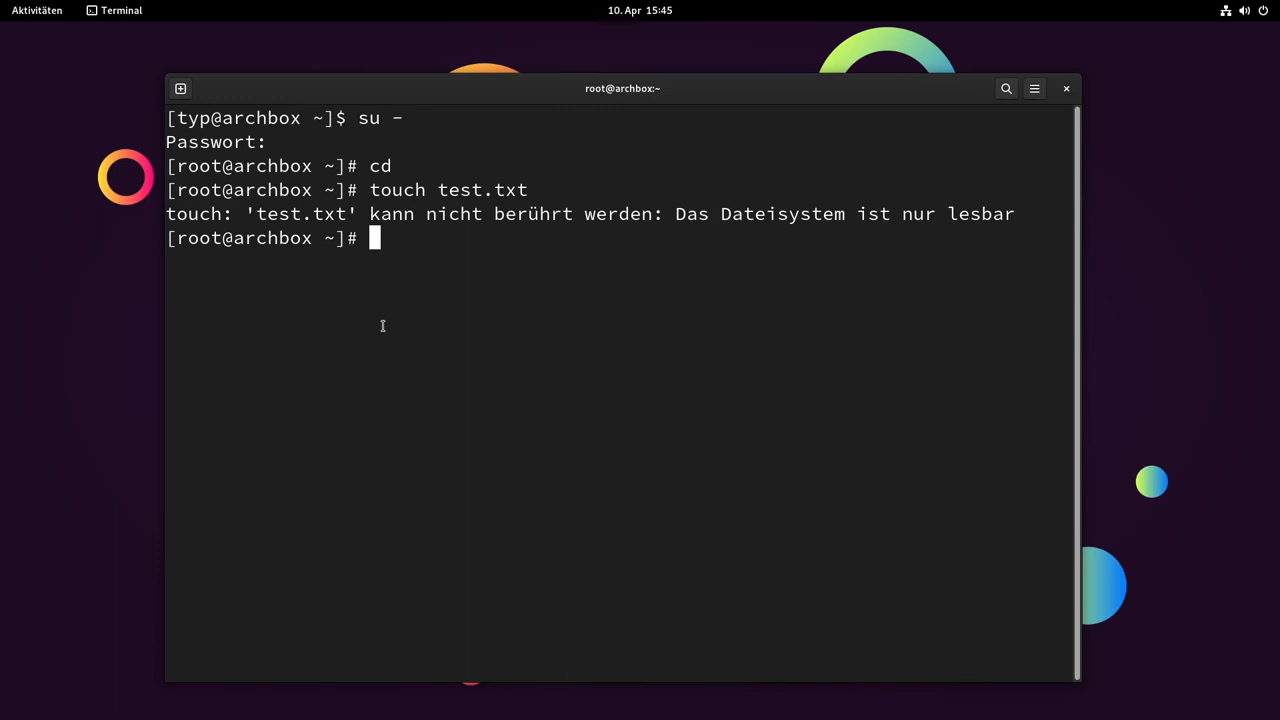 Aktivitäten Terminal 10. Apr 15:45
root@archbox:~
[typ@archbox ~]$ su -
Passwort:
[root@archbox ~]# cd
[root@archbox ~]# touch test.txt
touch: 'test.txt' kann nicht berührt werden: Das Dateisystem ist nur lesbar
[root@archbox ~]#